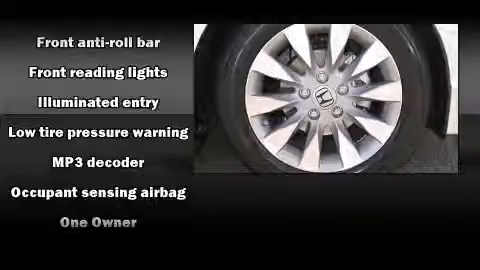 Front anti-roll bar
Front reading lights
Illuminated entry
Low tire pressure warning
MP3 decoder
Occupant sensing airbag
One Owner